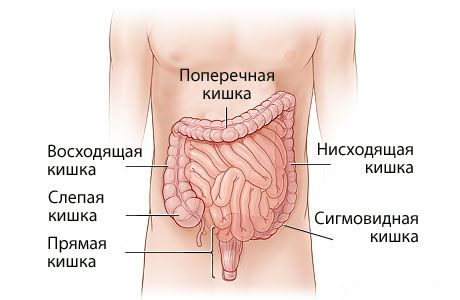 Поперечная
кишка
Восходящая
кишка
Слепая
кишка
Прямая
кишка
Нисходящая
кишка
Сигмовидная
кишка